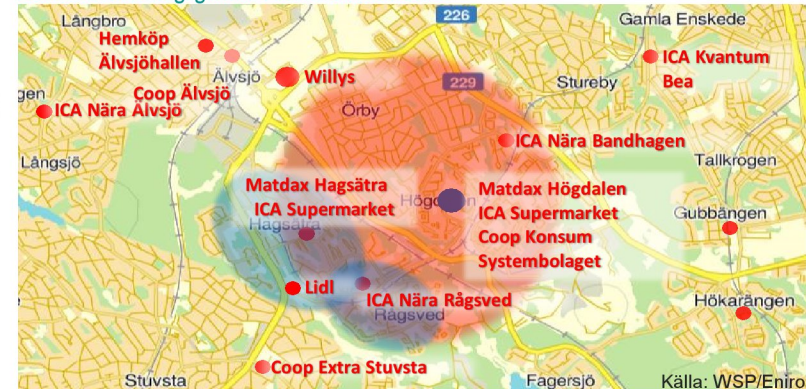 Långbro
226
Gamla Enskede
Hemköp
Älvsjöhallen
ICA Kvantum
Bea
Älvsjö
Willys
229
Stureby
Coop Älvsjö
ICA Nära Älvsjö
Örby
ICA Nära Bandhagen
Långsjö
Tallkrogen
Matdax Hagsätra
ICA Supermarket
Matdax Högdalen
ICA Supermarket
Coop Konsum
Systembolaget
Hagsätra
Gubbängen
Lidl
ICA Nära Rågsved
Rågsved
Hökarängen
Coop Extra Stuvsta
Stuvsta
Fagersjö
Källa: WSP/Eniro